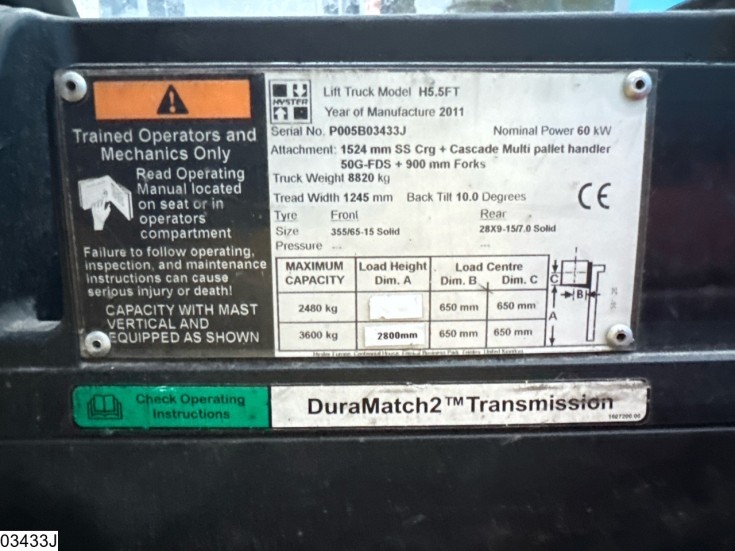 Trained Operators and
Mechanics Only
Read Operating
Manual located
on seat or in
operators
compartment
Failure to follow operating,
inspection, and maintenance
instructions can cause
serious injury or death!
CAPACITY WITH MAST
VERTICAL AND
EQUIPPED AS SHOWN
HYSTER
Lift Truck Model H5.5FT
Year of Manufacture 2011
Serial No. P005B03433J Nominal Power 60 kW
Attachment: 1524 mm SS Crg + Cascade Multi pallet handler
50G-FDS + 900 mm Forks
Truck Weight 8820 kg
Tread Width 1245 mm Back Tilt 10.0 Degrees
CE
Tyre Front Rear
Size 355/65-15 Solid 28X9-15/7.0 Solid
Pressure --- ---
MAXIMUM CAPACITY Load Height Dim. A Load Centre Dim. B Dim. C
2480 kg 650 mm 650 mm
3600 kg 2800mm 650 mm 650 mm
C
B
A
Check Operating
Instructions
DuraMatch2™ Transmission
03433J